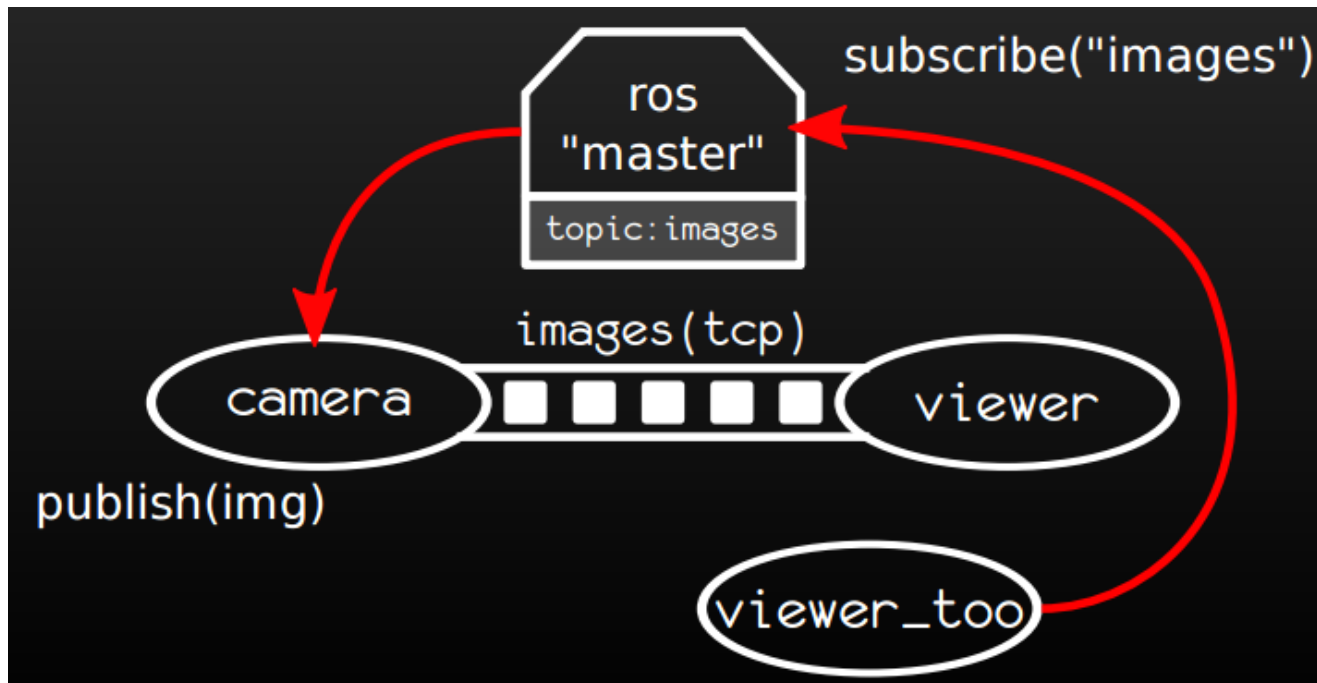 subscribe("images")
ros
"master"
topic:images
images(tcp)
camera
viewer
publish(img)
viewer_too